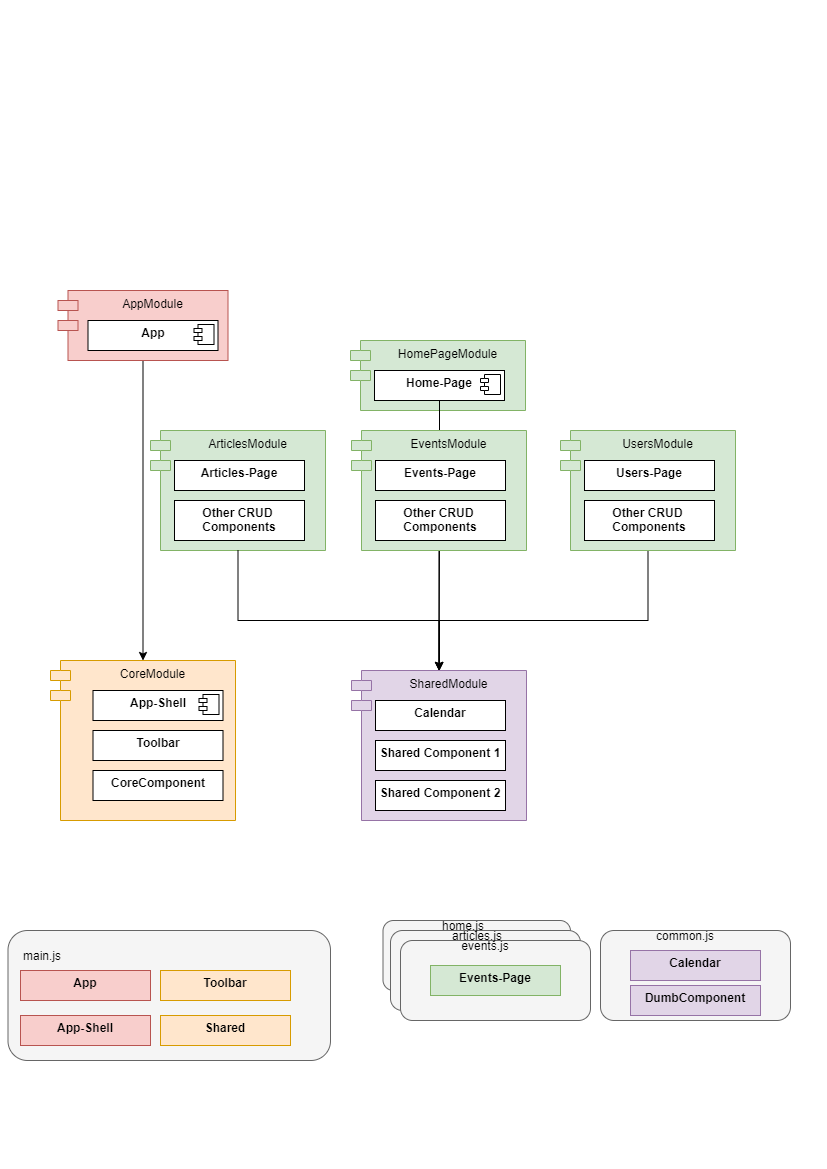 AppModule
App
HomePageModule
Home-Page
ArticlesModule
Articles-Page
Other CRUD
Components
EventsModule
Events-Page
Other CRUD
Components
UsersModule
Users-Page
Other CRUD
Components
CoreModule
App-Shell
Toolbar
CoreComponent
SharedModule
Calendar
Shared Component 1
Shared Component 2
main.js
App
Toolbar
App-Shell
Shared
home.js
articles.js
events.js
Events-Page
common.js
Calendar
DumbComponent